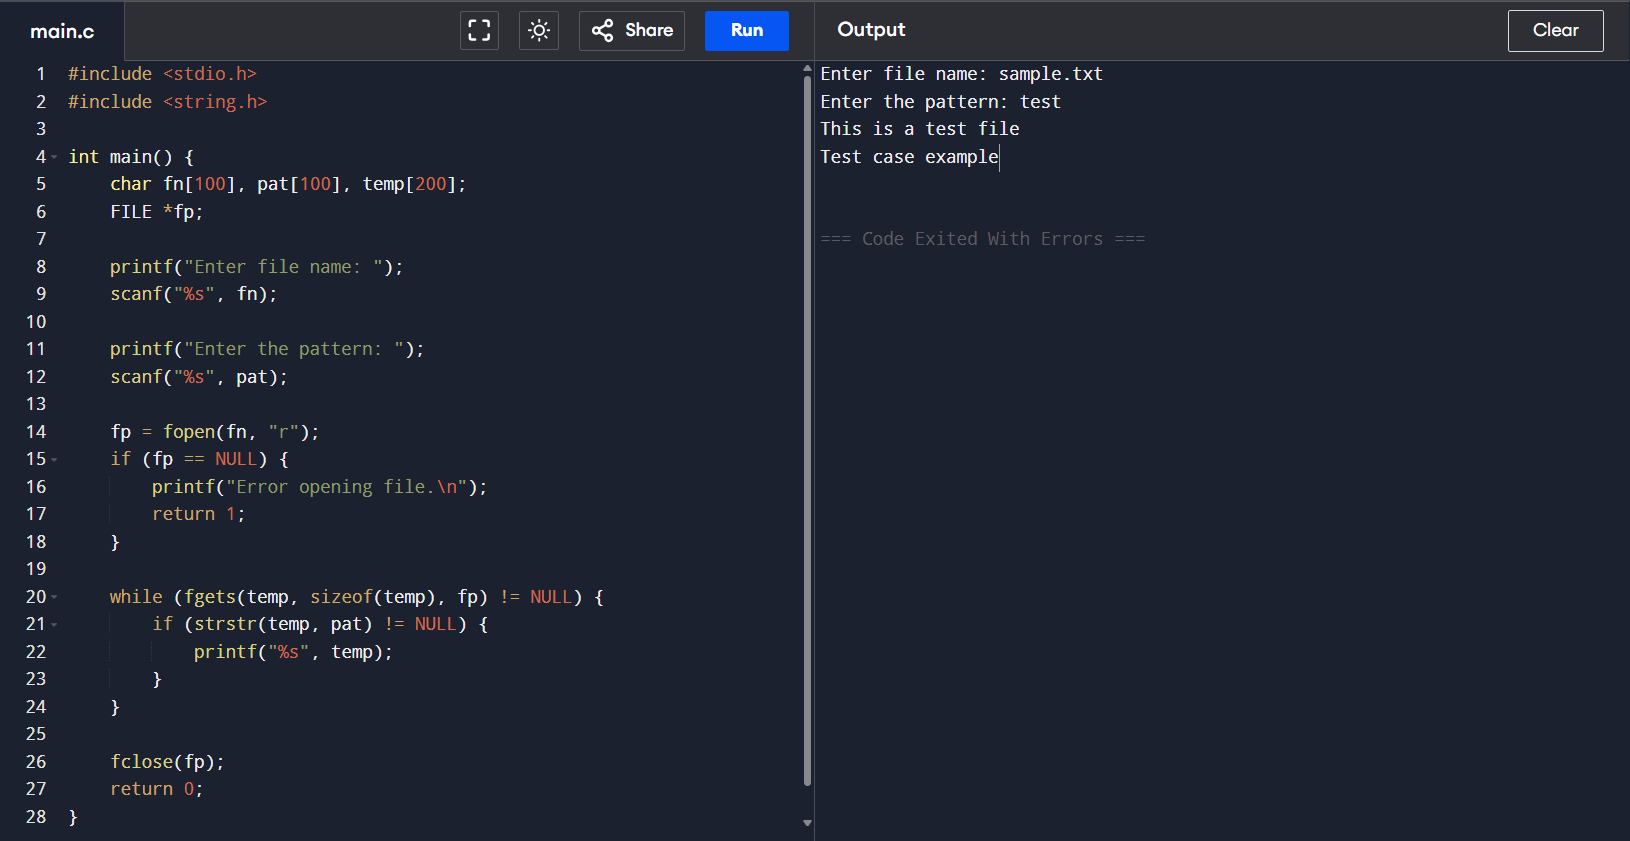 main.c
Share
Run
Output
Clear
1 #include <stdio.h>
2 #include <string.h>
3
4 int main() {
5     char fn[100], pat[100], temp[200];
6     FILE *fp;
7
8     printf("Enter file name: ");
9     scanf("%s", fn);
10
11     printf("Enter the pattern: ");
12     scanf("%s", pat);
13
14     fp = fopen(fn, "r");
15     if (fp == NULL) {
16         printf("Error opening file.\n");
17         return 1;
18     }
19
20     while (fgets(temp, sizeof(temp), fp) != NULL) {
21         if (strstr(temp, pat) != NULL) {
22             printf("%s", temp);
23         }
24     }
25
26     fclose(fp);
27     return 0;
28 }
Enter file name: sample.txt
Enter the pattern: test
This is a test file
Test case example
=== Code Exited With Errors ===